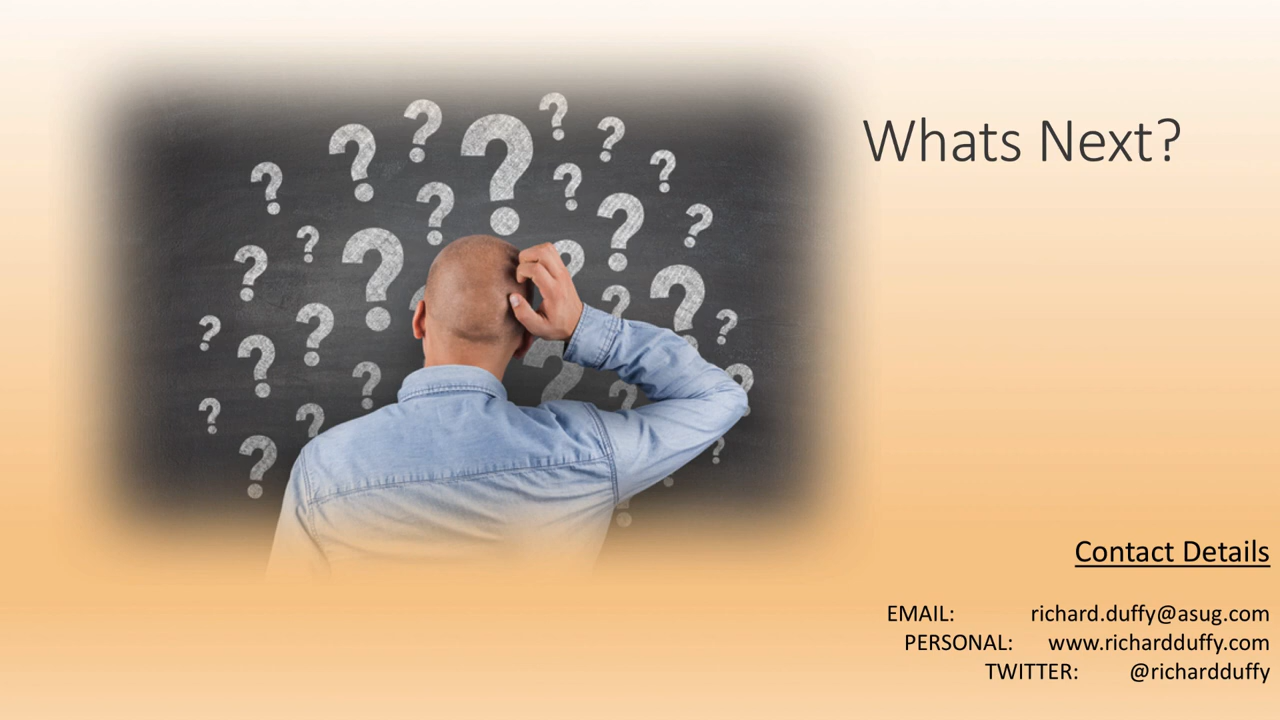 Whats Next?
Contact Details
EMAIL: richard.duffy@asug.com
PERSONAL: www.richardduffy.com
TWITTER: @richardduffy